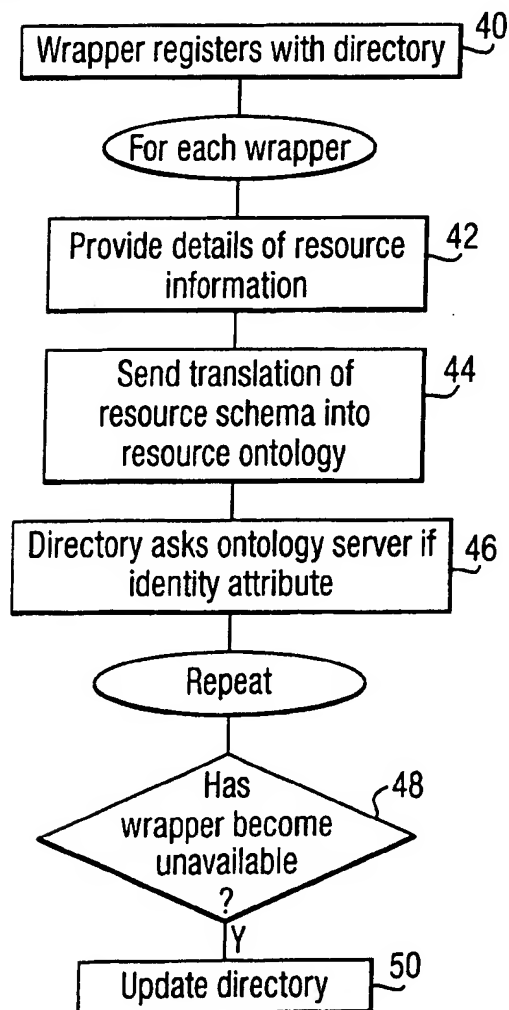 Wrapper registers with directory 40
For each wrapper
Provide details of resource 42
information
Send translation of 44
resource schema into
resource ontology
Directory asks ontology server if 46
identity attribute
Repeat
Has 48
wrapper become
unavailable
?
Y
Update directory 50